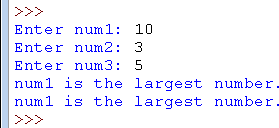 >>>
Enter num1: 10
Enter num2: 3
Enter num3: 5
num1 is the largest number.
num1 is the largest number.
>>>